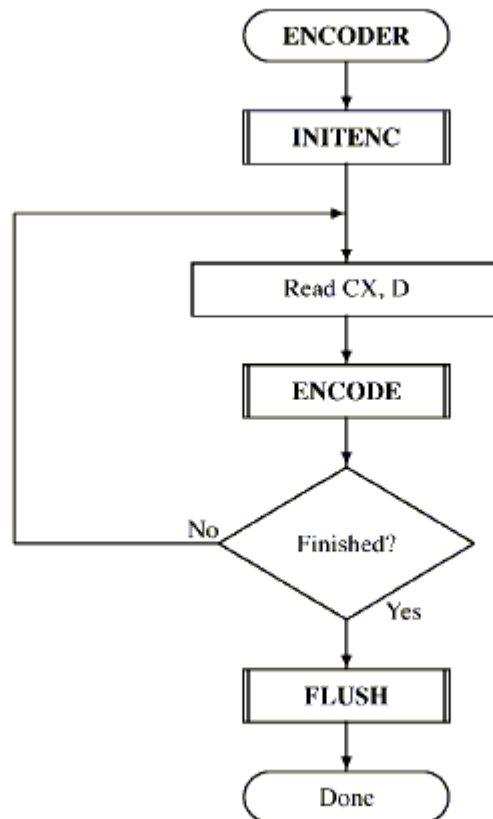 ENCODER
INITENC
Read CX, D
ENCODE
No
Finished?
Yes
FLUSH
Done